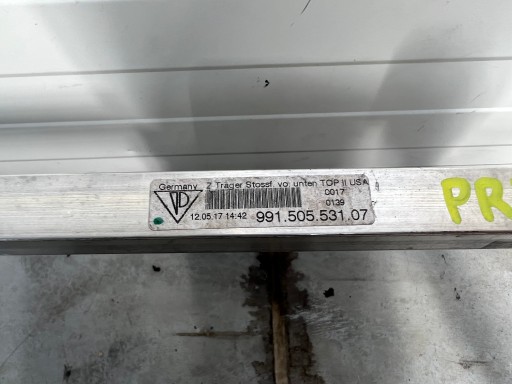 Germany Z Träger Stossf. vo. unten TOP II USA
0017
0139
12.05.17 14:42 991.505.531.07
PR